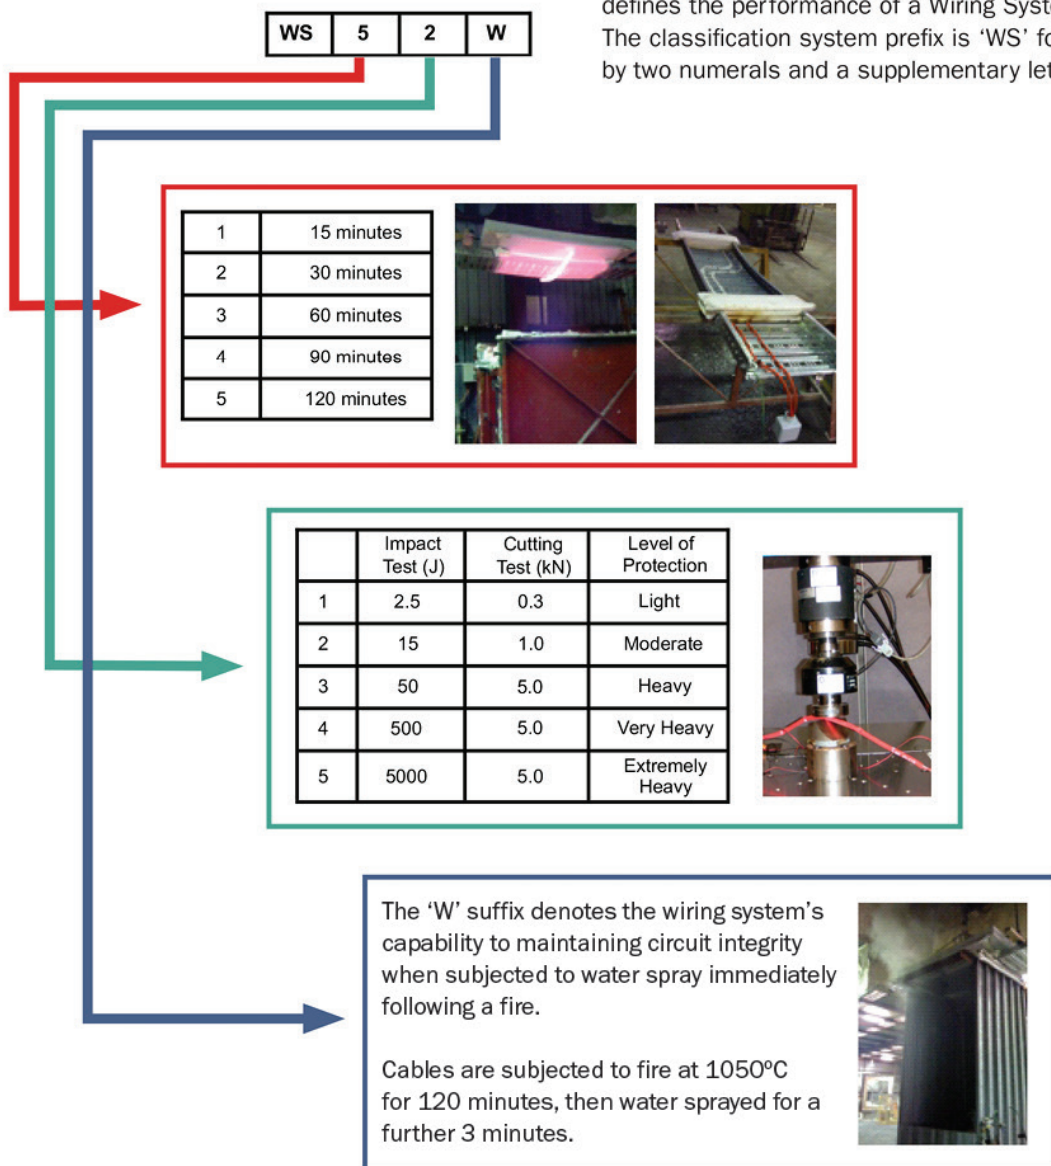 defines the performance of a Wiring Syste
The classification system prefix is ‘WS’ fo
by two numerals and a supplementary let
WS 5 2 W
1 15 minutes
2 30 minutes
3 60 minutes
4 90 minutes
5 120 minutes
Impact Test (J) Cutting Test (kN) Level of Protection
1 2.5 0.3 Light
2 15 1.0 Moderate
3 50 5.0 Heavy
4 500 5.0 Very Heavy
5 5000 5.0 Extremely Heavy
The ‘W’ suffix denotes the wiring system’s
capability to maintaining circuit integrity
when subjected to water spray immediately
following a fire.
Cables are subjected to fire at 1050ºC
for 120 minutes, then water sprayed for a
further 3 minutes.